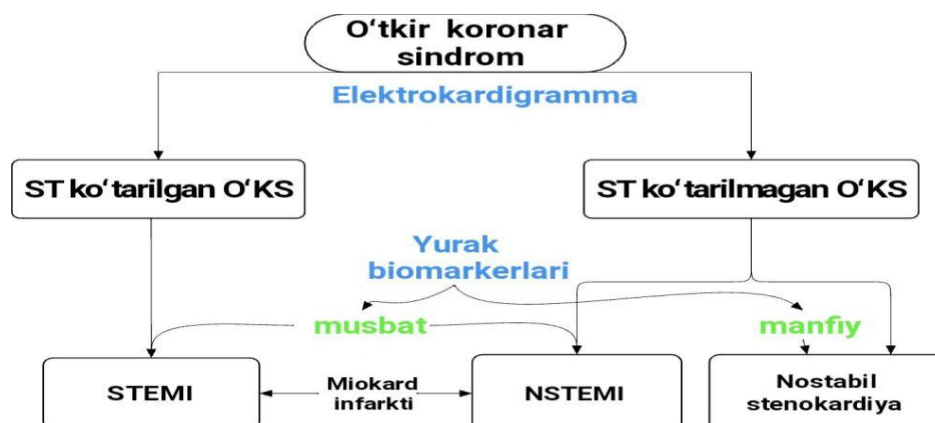 O‘tkir koronar
sindrom
Elektrokardigramma
ST ko‘tarilgan O‘KS
ST ko‘tarilmagan O‘KS
Yurak
biomarkerlari
musbat
manfiy
STEMI
Miokard
infarkti
NSTEMI
Nostabil
stenokardiya